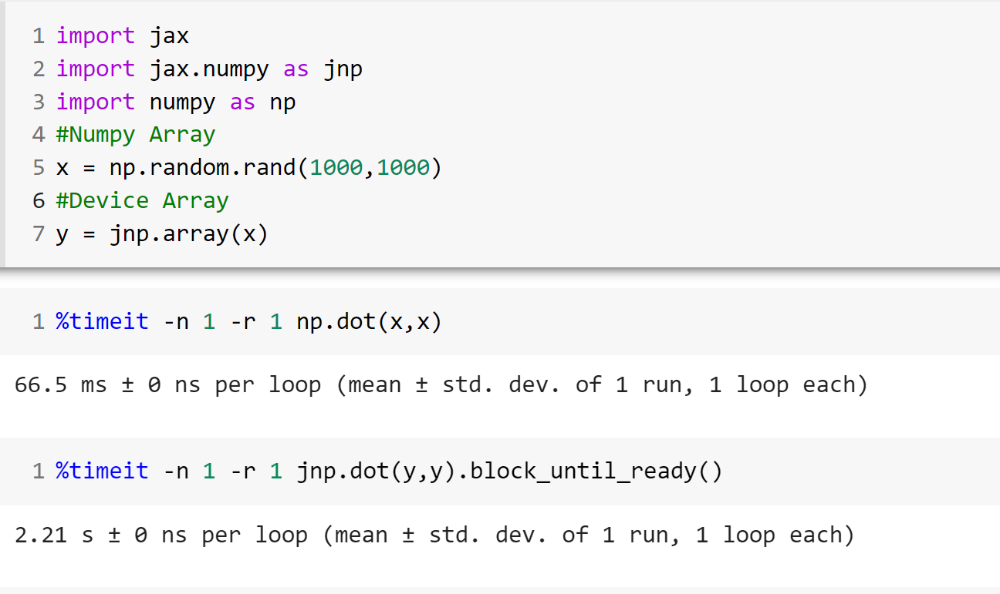 1 import jax
2 import jax.numpy as jnp
3 import numpy as np
4 #Numpy Array
5 x = np.random.rand(1000,1000)
6 #Device Array
7 y = jnp.array(x)
1 %timeit -n 1 -r 1 np.dot(x,x)
66.5 ms ± 0 ns per loop (mean ± std. dev. of 1 run, 1 loop each)
1 %timeit -n 1 -r 1 jnp.dot(y,y).block_until_ready()
2.21 s ± 0 ns per loop (mean ± std. dev. of 1 run, 1 loop each)